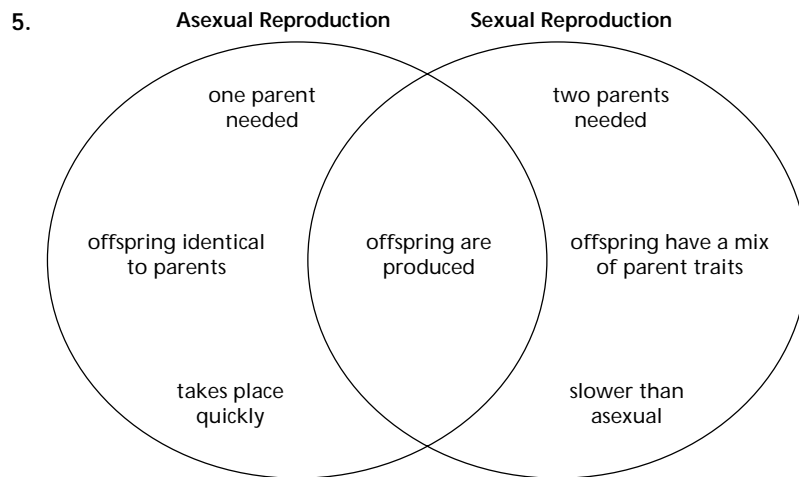 5.
Asexual Reproduction
Sexual Reproduction
one parent
needed
two parents
needed
offspring identical
to parents
offspring are
produced
offspring have a mix
of parent traits
takes place
quickly
slower than
asexual